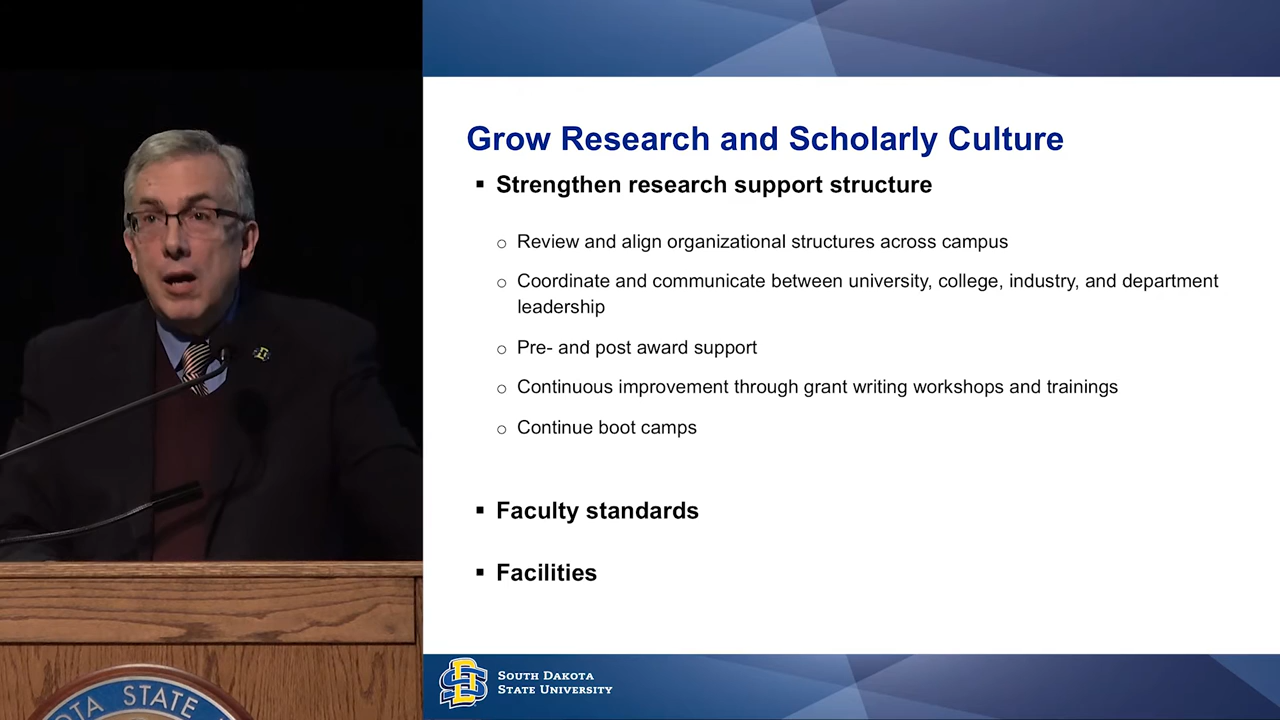 Grow Research and Scholarly Culture
▪ Strengthen research support structure
o Review and align organizational structures across campus
o Coordinate and communicate between university, college, industry, and department
leadership
o Pre- and post award support
o Continuous improvement through grant writing workshops and trainings
o Continue boot camps
▪ Faculty standards
▪ Facilities
SOUTH DAKOTA
STATE UNIVERSITY
STATE